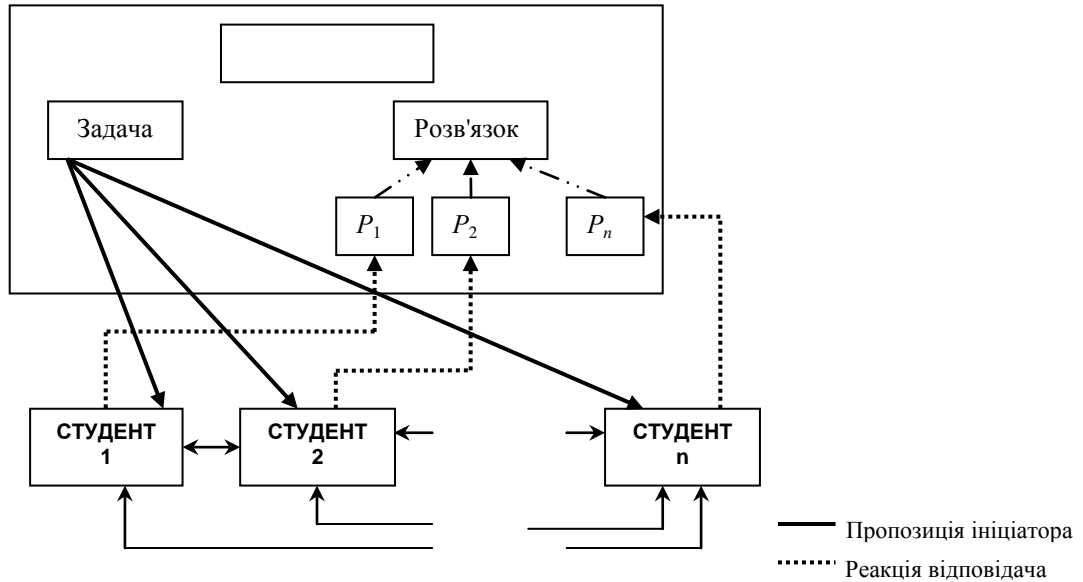 Задача
Розв'язок
P1
P2
Pn
СТУДЕНТ
1
СТУДЕНТ
2
СТУДЕНТ
n
Пропозиція ініціатора
Реакція відповідача